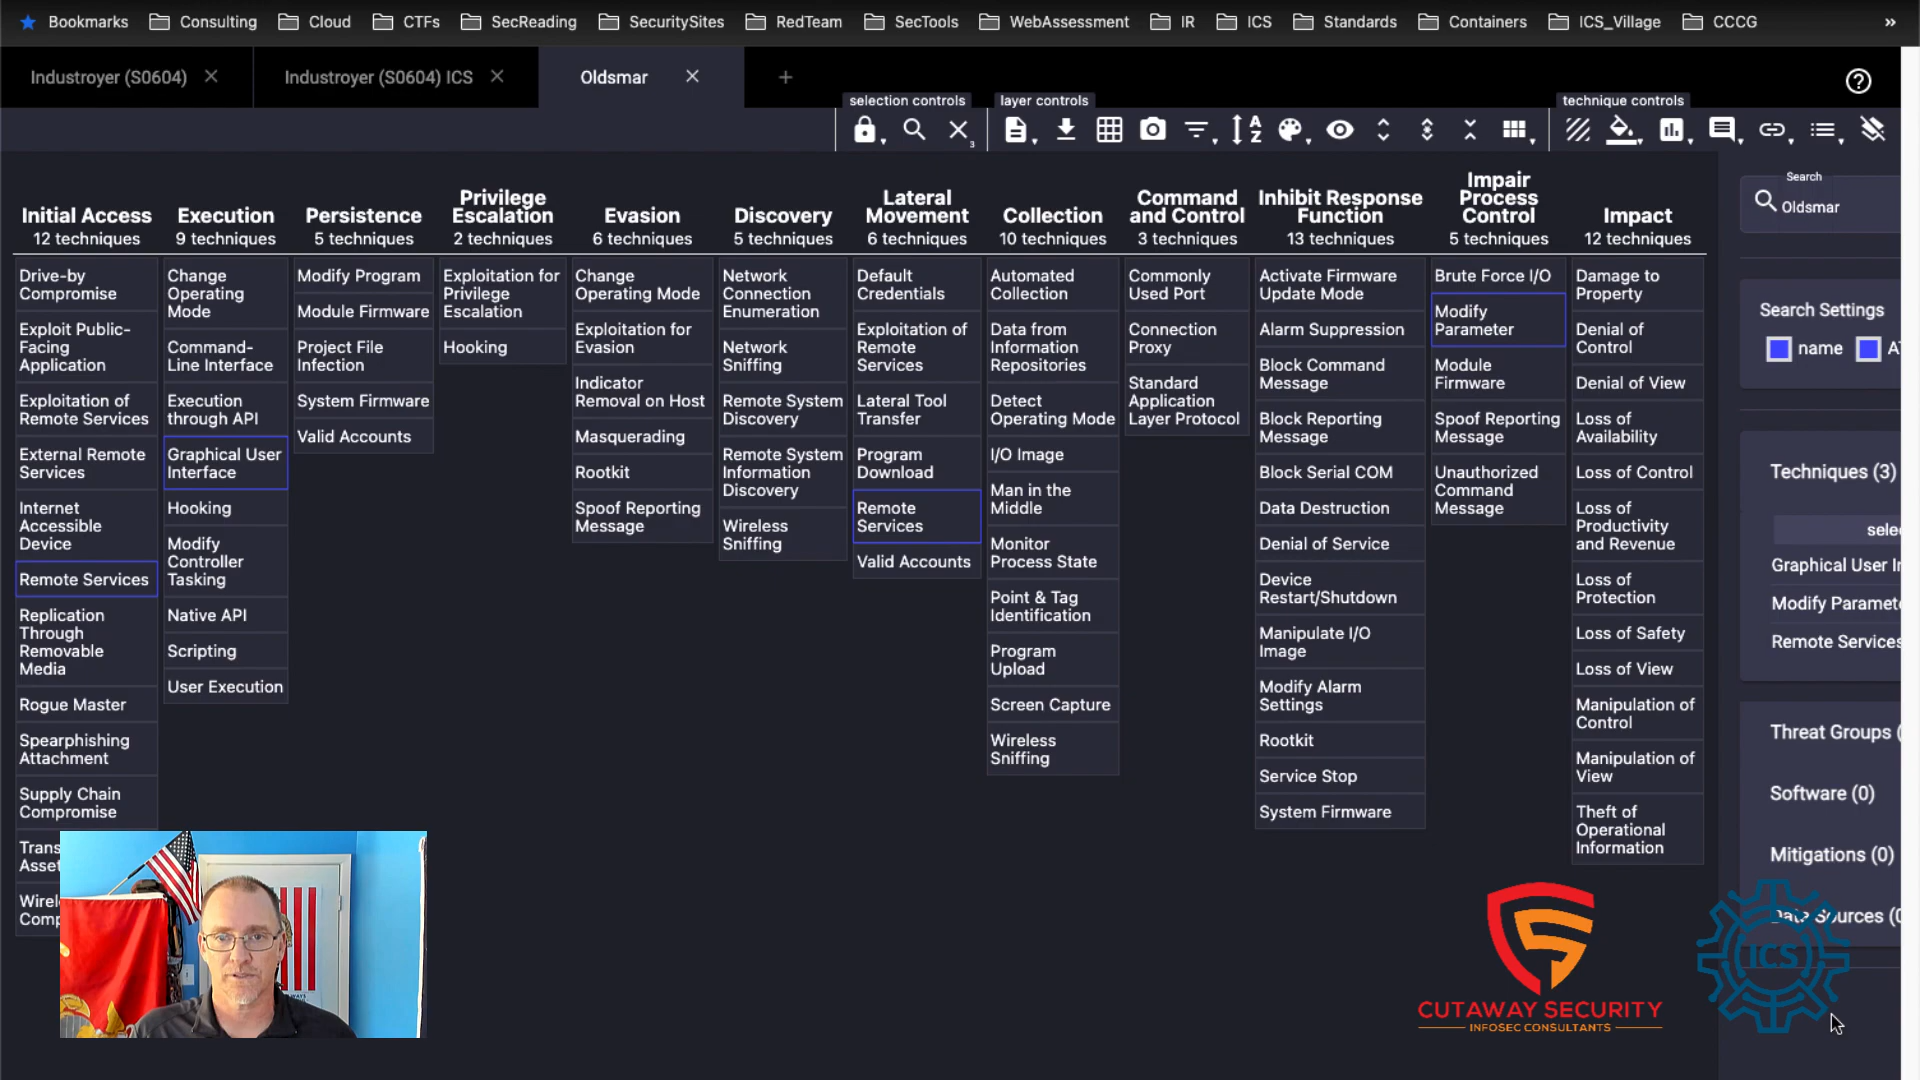 Bookmarks
Consulting
Cloud
CTFs
SecReading
SecuritySites
RedTeam
SecTools
WebAssessment
IR
ICS
Standards
Containers
ICS_Village
CCCG
»
Industroyer (S0604)
Industroyer (S0604) ICS
Oldsmar
selection controls
layer controls
technique controls
3
Initial Access
12 techniques
Drive-by
Compromise
Exploit Public-
Facing
Application
Exploitation of
Remote Services
External Remote
Services
Internet
Accessible
Device
Remote Services
Replication
Through
Removable
Media
Rogue Master
Spearphishing
Attachment
Supply Chain
Compromise
Trans
Asse
Wirel
Comp
Execution
9 techniques
Change
Operating
Mode
Command-
Line Interface
Execution
through API
Graphical User
Interface
Hooking
Modify
Controller
Tasking
Native API
Scripting
User Execution
Persistence
5 techniques
Modify Program
Module Firmware
Project File
Infection
System Firmware
Valid Accounts
Privilege
Escalation
2 techniques
Exploitation for
Privilege
Escalation
Hooking
Evasion
6 techniques
Change
Operating Mode
Exploitation for
Evasion
Indicator
Removal on Host
Masquerading
Rootkit
Spoof Reporting
Message
Discovery
5 techniques
Network
Connection
Enumeration
Network
Sniffing
Remote System
Discovery
Remote System
Information
Discovery
Wireless
Sniffing
Lateral
Movement
6 techniques
Default
Credentials
Exploitation of
Remote
Services
Lateral Tool
Transfer
Program
Download
Remote
Services
Valid Accounts
Collection
10 techniques
Automated
Collection
Data from
Information
Repositories
Detect
Operating Mode
I/O Image
Man in the
Middle
Monitor
Process State
Point & Tag
Identification
Program
Upload
Screen Capture
Wireless
Sniffing
Command
and Control
3 techniques
Commonly
Used Port
Connection
Proxy
Standard
Application
Layer Protocol
Inhibit Response
Function
13 techniques
Activate Firmware
Update Mode
Alarm Suppression
Block Command
Message
Block Reporting
Message
Block Serial COM
Data Destruction
Denial of Service
Device
Restart/Shutdown
Manipulate I/O
Image
Modify Alarm
Settings
Rootkit
Service Stop
System Firmware
Impair
Process
Control
5 techniques
Brute Force I/O
Modify
Parameter
Module
Firmware
Spoof Reporting
Message
Unauthorized
Command
Message
Impact
12 techniques
Damage to
Property
Denial of
Control
Denial of View
Loss of
Availability
Loss of Control
Loss of
Productivity
and Revenue
Loss of
Protection
Loss of Safety
Loss of View
Manipulation of
Control
Manipulation of
View
Theft of
Operational
Information
Search
Oldsmar
Search Settings
name
AT
Techniques (3)
selec
Graphical User In
Modify Paramete
Remote Services
Threat Groups (
Software (0)
Mitigations (0)
Data Sources (0
CUTAWAY SECURITY
INFOSEC CONSULTANTS
ICS